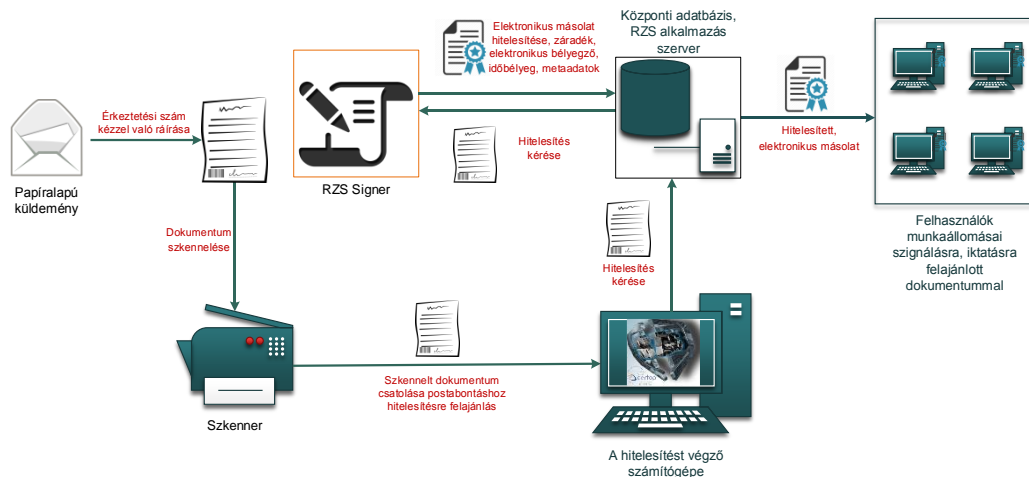 Elektronikus másolat
hitelesítése, záradék,
elektronikus bélyegző,
időbélyeg, metaadatok
Központi adatbázis,
RZS alkalmazás
szerver
Érkeztetési szám
kézzel való ráírása
Papíralapú
küldemény
RZS Signer
Hitelesítés
kérése
Hitelesített,
elektronikus másolat
Felhasználók
munkaállomásai
szignálásra, iktatásra
felajánlott
dokumentummal
Dokumentum
szkennelése
Hitelesítés
kérése
Szkenner
Szkennelt dokumentum
csatolása postabontáshoz
hitelesítésre felajánlás
certop
A hitelesítést végző
számítógépe